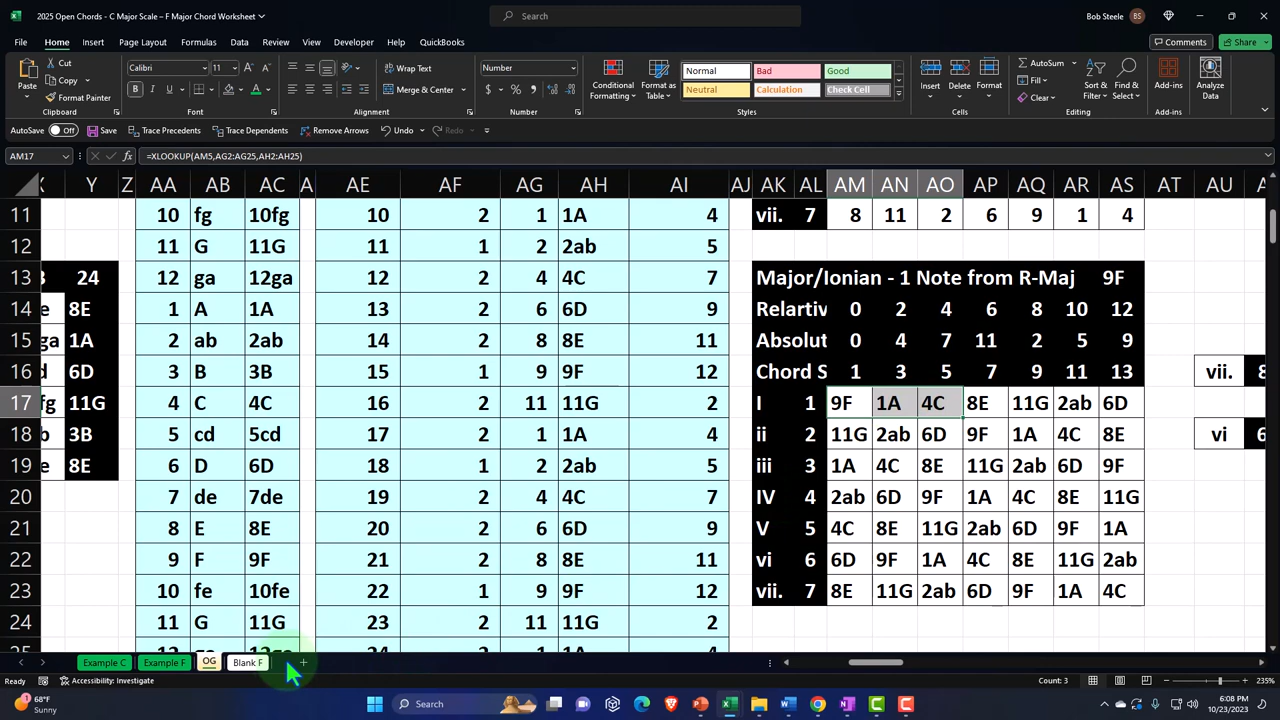 2025 Open Chords - C Major Scale – F Major Chord Worksheet
Search
Bob Steele BS
File Home Insert Page Layout Formulas Data Review View Developer Help QuickBooks
Comments Share
Paste Cut Copy Format Painter
Clipboard
Calibri 11
B I U
Font
Wrap Text
Merge & Center
Alignment
Number
$ %
Number
Conditional Formatting
Format as Table
Normal Bad Good
Neutral Calculation Check Cell
Styles
Insert Delete Format
Cells
AutoSum
Fill
Clear
Sort & Filter
Find & Select
Editing
Add-ins
Add-ins
Analyze Data
AutoSave Off Save Trace Precedents Trace Dependents Remove Arrows Undo Redo
AM17 fx =XLOOKUP(AM5,AG2:AG25,AH2:AH25)
Y Z AA AB AC A AE AF AG AH AI AJ AK AL AM AN AO AP AQ AR AS AT AU
11 10 fg 10fg 10 2 1 1A 4 vii. 7 8 11 2 6 9 1 4
12 11 G 11G 11 1 2 2ab 5
13 24 12 ga 12ga 12 2 4 4C 7 Major/Ionian - 1 Note from R-Maj 9F
14 e 8E 1 A 1A 13 2 6 6D 9 Relartiv 0 2 4 6 8 10 12
15 ga 1A 2 ab 2ab 14 2 8 8E 11 Absolut 0 4 7 11 2 5 9
16 d 6D 3 B 3B 15 1 9 9F 12 Chord S 1 3 5 7 9 11 13 vii. 8
17 fg 11G 4 C 4C 16 2 11 11G 2 I 1 9F 1A 4C 8E 11G 2ab 6D
18 b 3B 5 cd 5cd 17 2 1 1A 4 ii 2 11G 2ab 6D 9F 1A 4C 8E vi 6
19 e 8E 6 D 6D 18 1 2 2ab 5 iii 3 1A 4C 8E 11G 2ab 6D 9F
20 7 de 7de 19 2 4 4C 7 IV 4 2ab 6D 9F 1A 4C 8E 11G
21 8 E 8E 20 2 6 6D 9 V 5 4C 8E 11G 2ab 6D 9F 1A
22 9 F 9F 21 2 8 8E 11 vi 6 6D 9F 1A 4C 8E 11G 2ab
23 10 fe 10fe 22 1 9 9F 12 vii. 7 8E 11G 2ab 6D 9F 1A 4C
24 11 G 11G 23 2 11 11G 2
Example C Example F OG Blank F
Ready Accessibility: Investigate Count: 3 235%
68°F
Sunny
Search
6:08 PM
10/23/2023